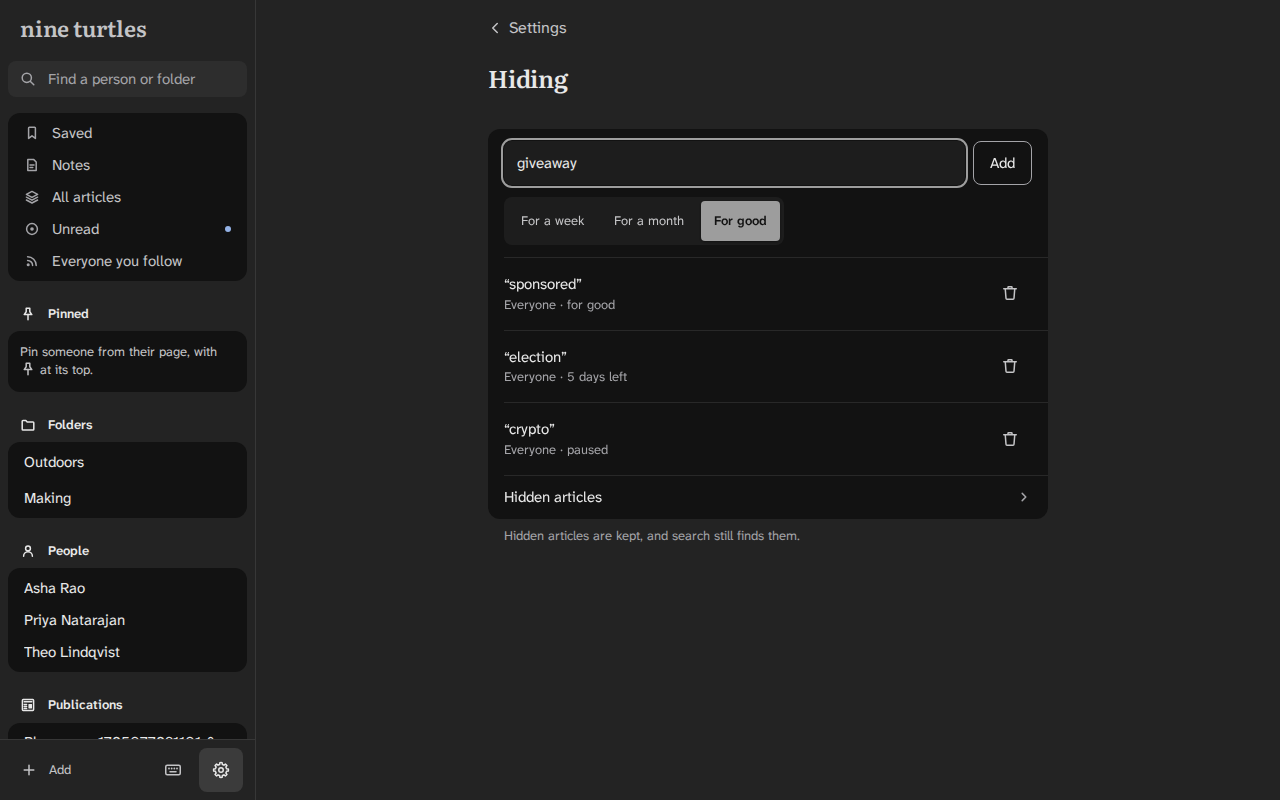 nine turtles
Find a person or folder
Saved
Notes
All articles
Unread
Everyone you follow
Pinned
Pin someone from their page, with
at its top.
Folders
Outdoors
Making
People
Asha Rao
Priya Natarajan
Theo Lindqvist
Publications
Add
Settings
Hiding
giveaway
Add
For a week
For a month
For good
“sponsored”
Everyone · for good
“election”
Everyone · 5 days left
“crypto”
Everyone · paused
Hidden articles
Hidden articles are kept, and search still finds them.